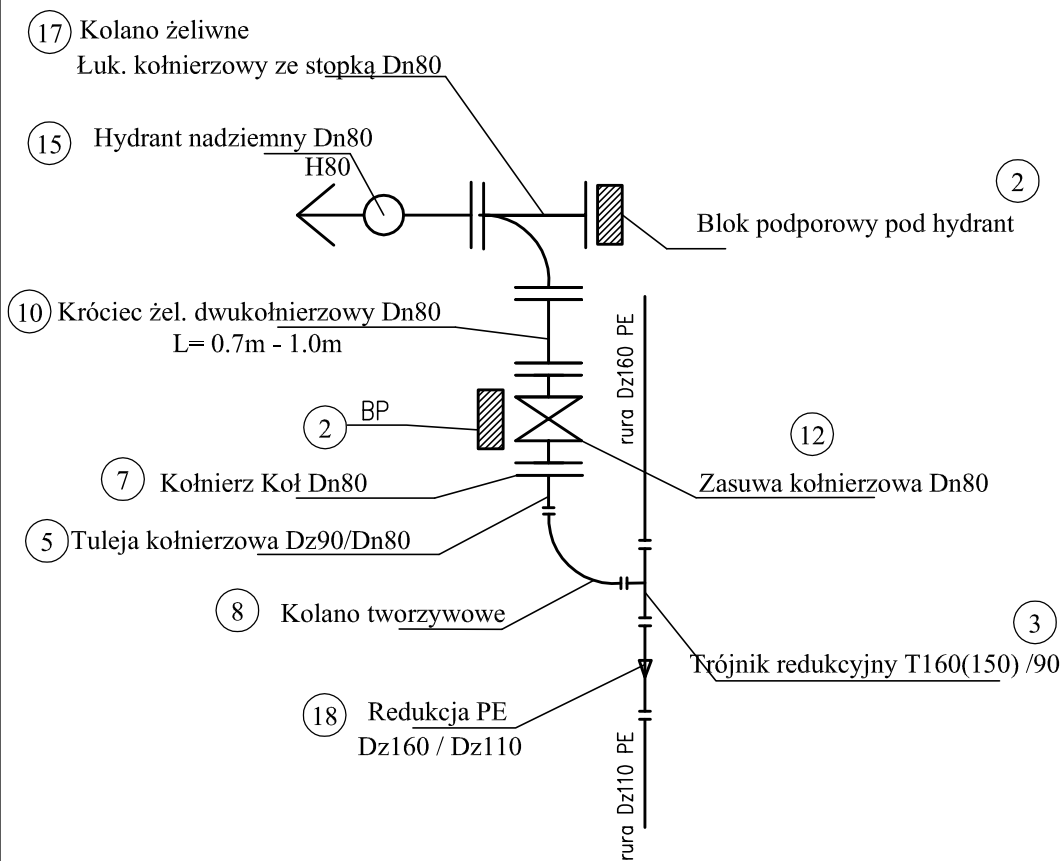 17 Kolano żeliwne
Łuk. kołnierzowy ze stopką Dn80
15 Hydrant nadziemny Dn80
H80
2
Blok podporowy pod hydrant
10 Króciec żel. dwukołnierzowy Dn80
L= 0.7m - 1.0m
rura Dz160 PE
2 BP
12
Zasuwa kołnierzowa Dn80
7 Kołnierz Koł Dn80
5 Tuleja kołnierzowa Dz90/Dn80
8 Kolano tworzywowe
3
Trójnik redukcyjny T160(150) /90
18 Redukcja PE
Dz160 / Dz110
rura Dz110 PE